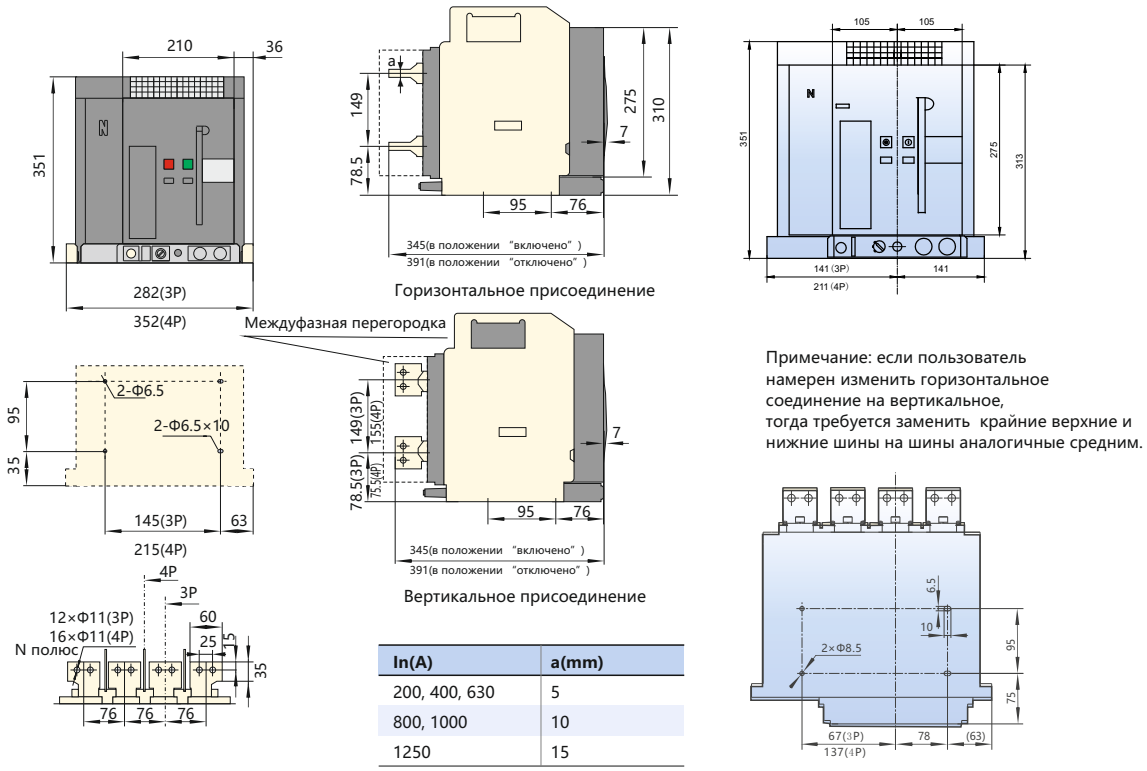 210
36
351
282(3P)
352(4P)
a
149
78.5
275
310
7
95
76
345(в положении “включено” )
391(в положении “отключено” )
Горизонтальное присоединение
105
105
N
351
275
313
141 (3P)
141
211 (4P)
Междуфазная перегородка
2-Ф6.5
2-Ф6.5×10
95
35
145(3P)
63
215(4P)
149(3P)
155(4P)
78.5(3P)
75.5(4P)
7
95
76
345(в положении “включено” )
391(в положении “отключено” )
Вертикальное присоединение
Примечание: если пользователь
намерен изменить горизонтальное
соединение на вертикальное,
тогда требуется заменить крайние верхние и
нижние шины на шины аналогичные средним.
4P
3P
12×Ф11(3P)
16×Ф11(4P)
N полюс
60
25
15
35
76
76
76
In(A) a(mm)
200, 400, 630 5
800, 1000 10
1250 15
6.5
10
2×Ф8.5
95
75
67(3P)
78
(63)
137(4P)